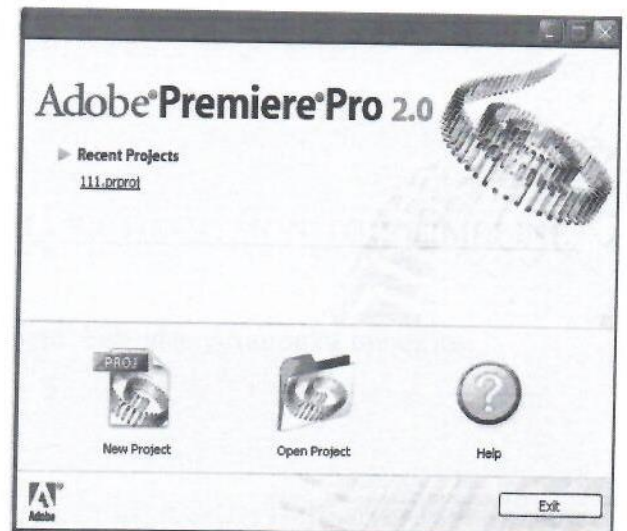 Adobe® Premiere® Pro 2.0
Recent Projects
111.prproj
PROJ
New Project
Open Project
?
Help
Adobe®
Exit